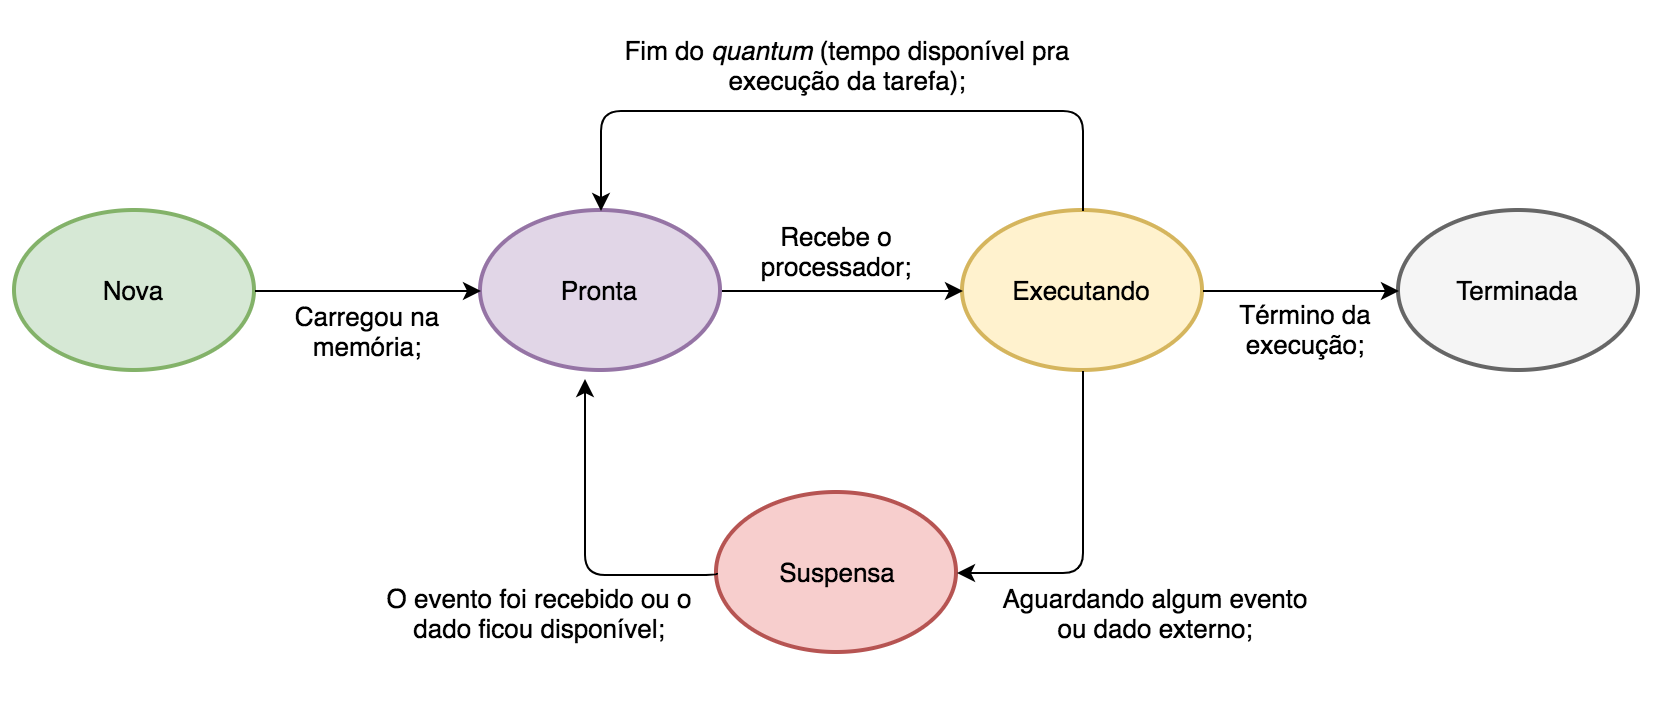 Fim do quantum (tempo disponível pra
execução da tarefa);
Nova
Carregou na
memória;
Pronta
Recebe o
processador;
Executando
Término da
execução;
Terminada
Suspensa
O evento foi recebido ou o
dado ficou disponível;
Aguardando algum evento
ou dado externo;